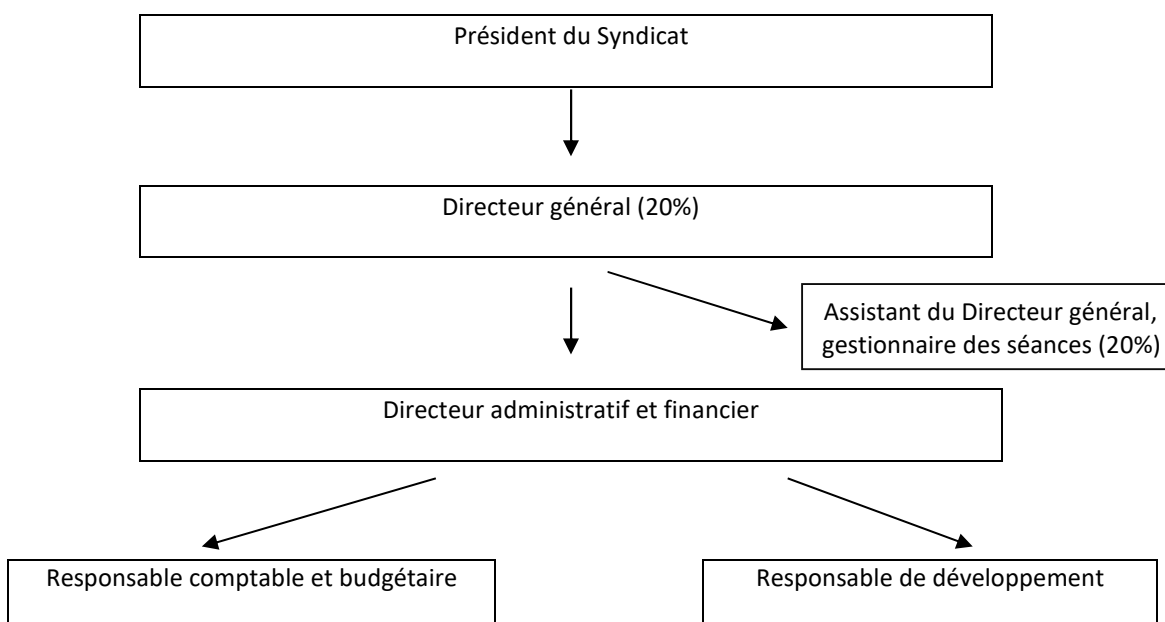 Président du Syndicat
Directeur général (20%)
Assistant du Directeur général,
gestionnaire des séances (20%)
Directeur administratif et financier
Responsable comptable et budgétaire
Responsable de développement